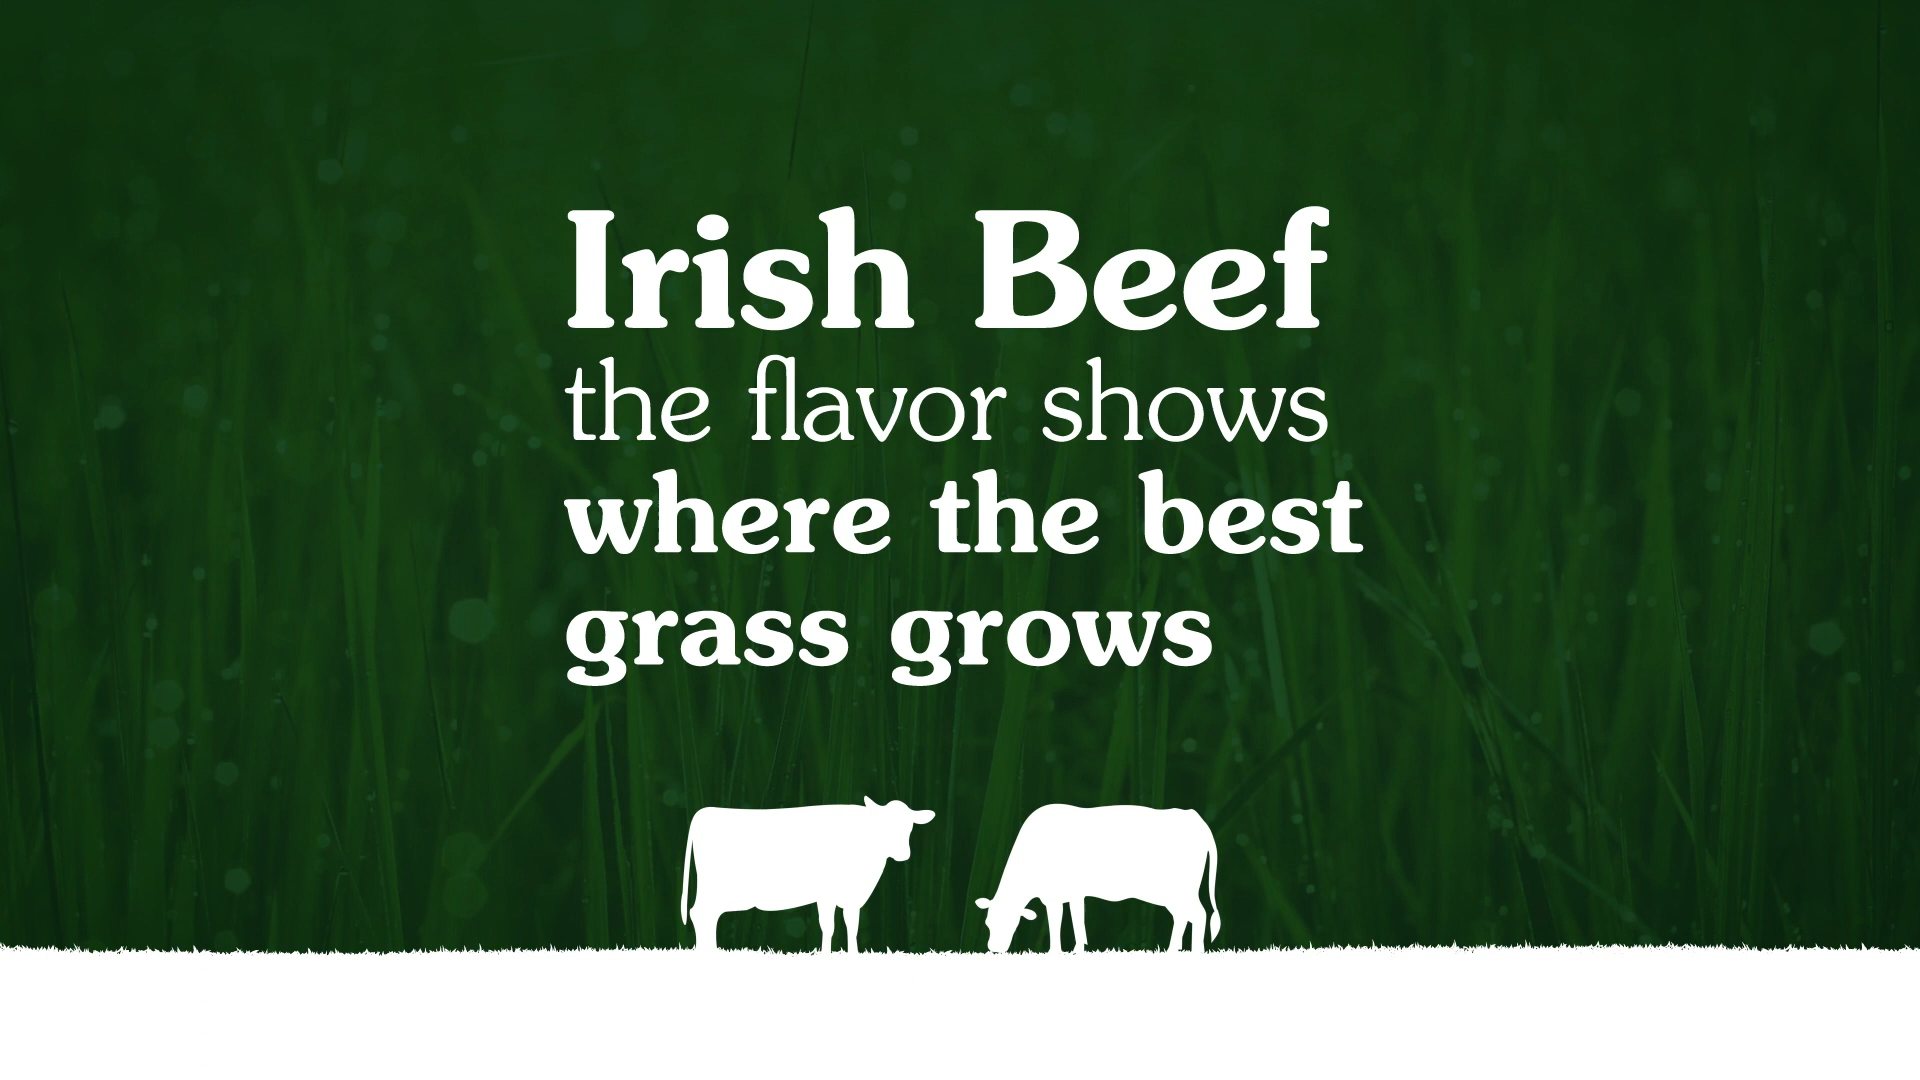 Irish Beef
the flavor shows
where the best
grass grows